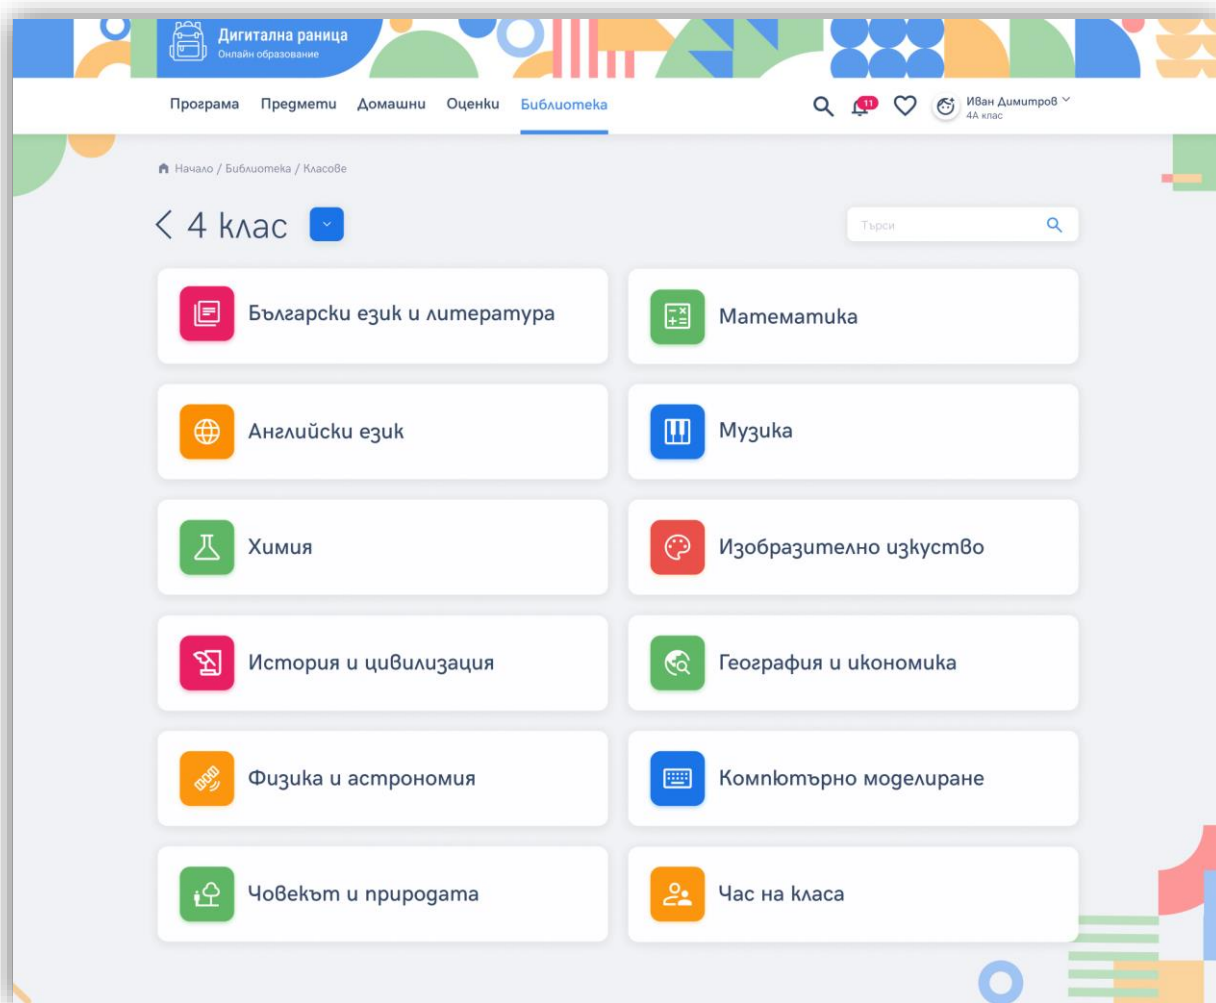 Дигитална раница
Онлайн образование
Програма Предмети Домашни Оценки Библиотека
11
Иван Димитров
4А клас
Начало / Библиотека / Класове
4 клас
Търси
Български език и литература
Математика
Английски език
Музика
Химия
Изобразително изкуство
История и цивилизация
География и икономика
Физика и астрономия
Компютърно моделиране
Човекът и природата
Час на класа